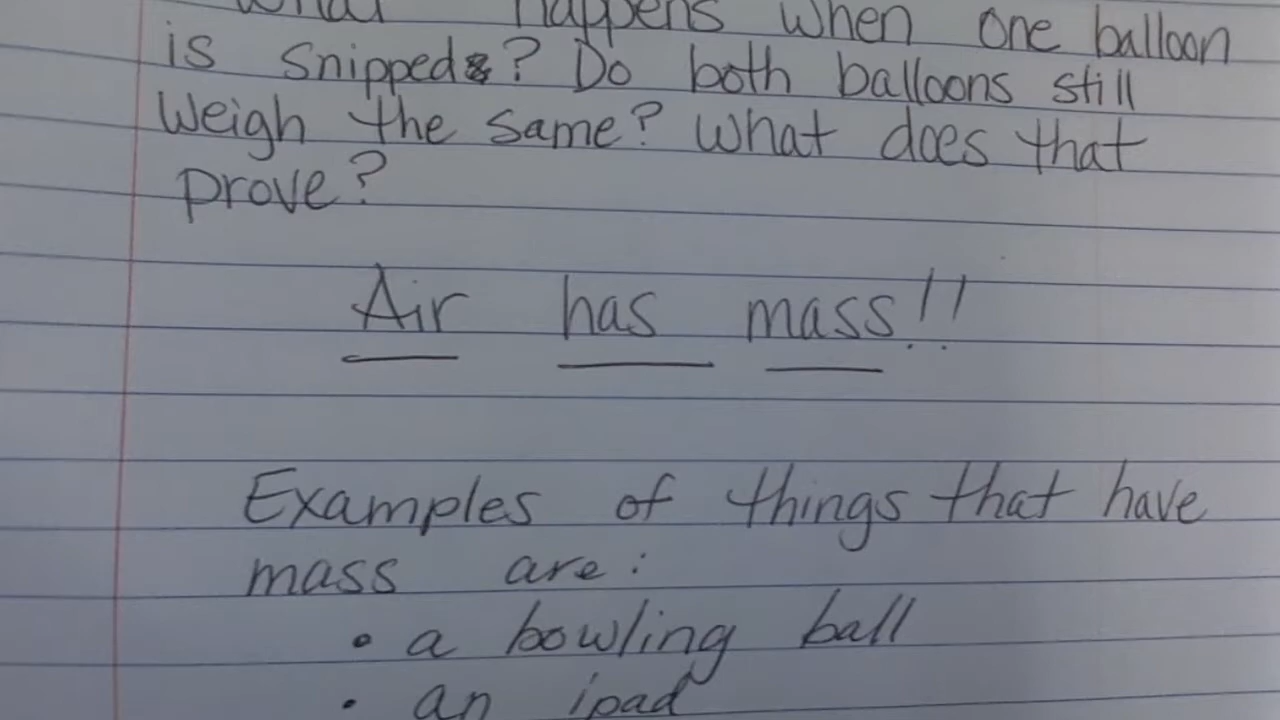 What happens when one balloon
is snipped? Do both balloons still
weigh the same? What does that
prove?
Air has mass!!
Examples of things that have
mass are:
• a bowling ball
• an ipad